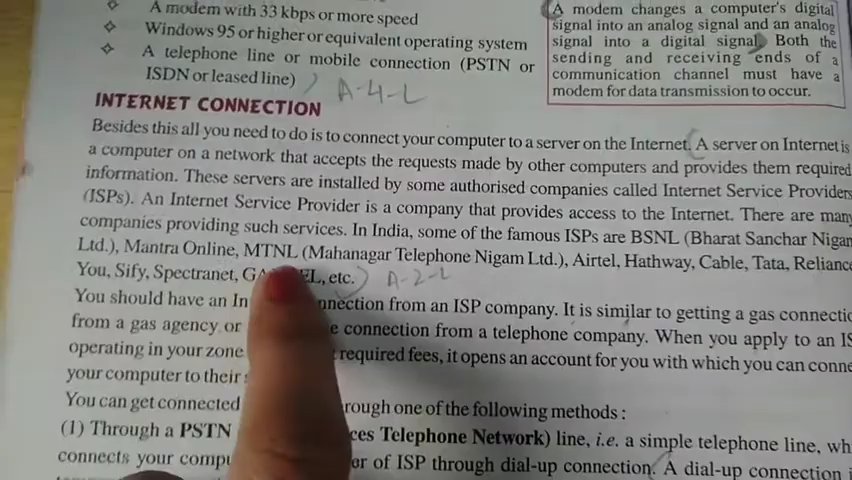 A modem with 33 kbps or more speed
Windows 95 or higher or equivalent operating system
A telephone line or mobile connection (PSTN or
ISDN or leased line)
A-4-L
A modem changes a computer's digital
signal into an analog signal and an analog
signal into a digital signal. Both the
sending and receiving ends of a
communication channel must have a
modem for data transmission to occur.
INTERNET CONNECTION
Besides this all you need to do is to connect your computer to a server on the Internet. A server on Internet is
a computer on a network that accepts the requests made by other computers and provides them required
information. These servers are installed by some authorised companies called Internet Service Providers
(ISPs). An Internet Service Provider is a company that provides access to the Internet. There are many
companies providing such services. In India, some of the famous ISPs are BSNL (Bharat Sanchar Nigam
Ltd.), Mantra Online, MTNL (Mahanagar Telephone Nigam Ltd.), Airtel, Hathway, Cable, Tata, Reliance
You, Sify, Spectranet, etc.
A-2-L
You should have an connection from an ISP company. It is similar to getting a gas
from a gas agency or connection from a telephone company. When you apply to an
operating in your zone required fees, it opens an account for you with which you can
your computer to their
You can get connected through one of the following methods :
(1) Through a PSTN Telephone Network) line, i.e. a simple telephone line,
connects your of ISP through dial-up connection. A dial-up connection